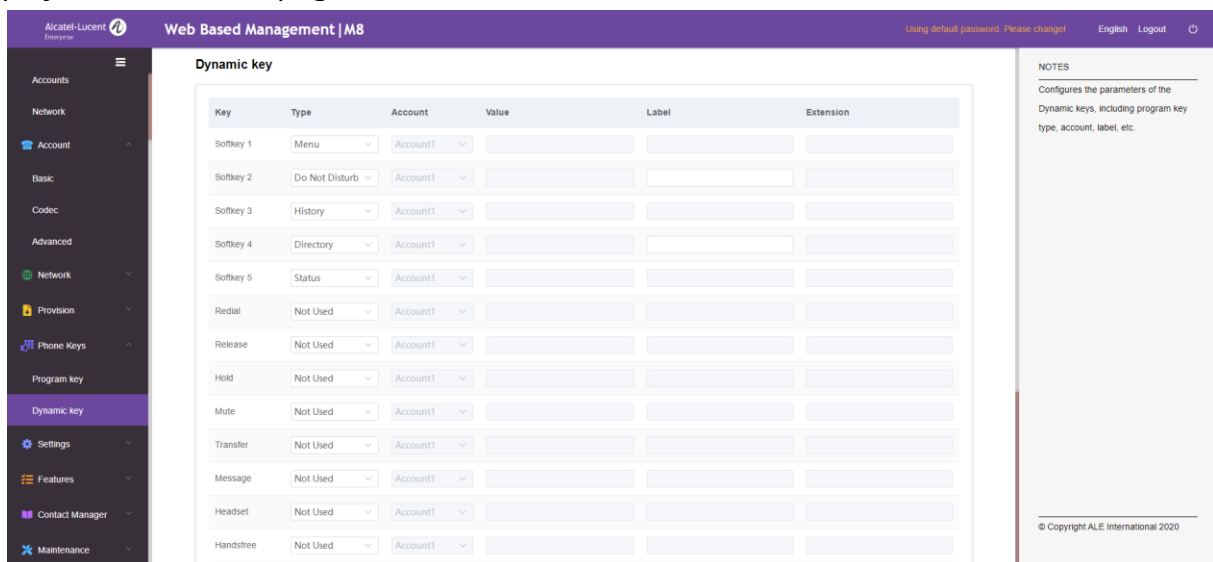 Alcatel-Lucent
Enterprise
Web Based Management | M8
Using default password. Please change!
English Logout
Accounts
Network
Account
Basic
Codec
Advanced
Network
Provision
Phone Keys
Program key
Dynamic key
Settings
Features
Contact Manager
Maintenance
Dynamic key
Key Type Account Value Label Extension
Softkey 1 Menu Account1
Softkey 2 Do Not Disturb Account1
Softkey 3 History Account1
Softkey 4 Directory Account1
Softkey 5 Status Account1
Redial Not Used Account1
Release Not Used Account1
Hold Not Used Account1
Mute Not Used Account1
Transfer Not Used Account1
Message Not Used Account1
Headset Not Used Account1
Handsfree Not Used Account1
NOTES
Configures the parameters of the
Dynamic keys, including program key
type, account, label, etc.
© Copyright ALE International 2020